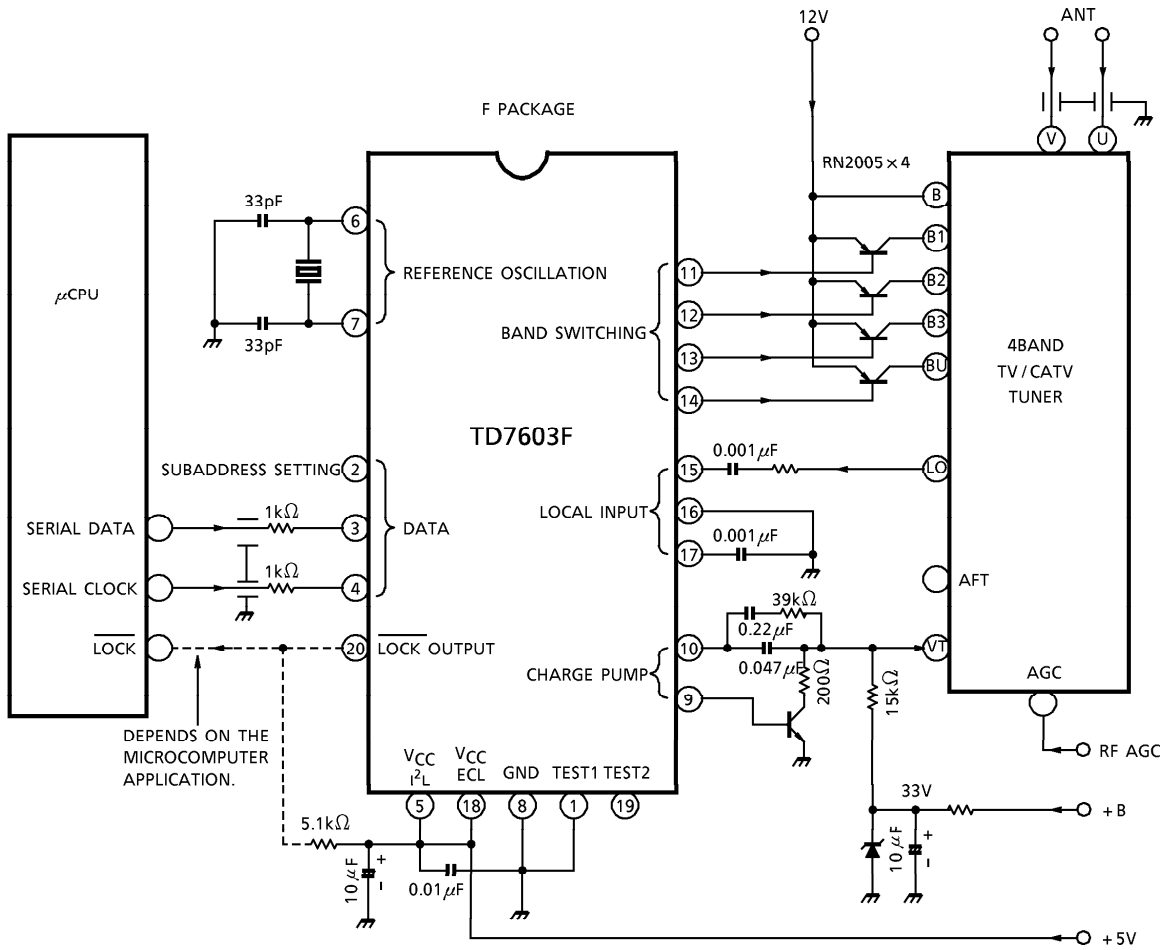 12V
ANT
F PACKAGE
V
U
RN2005×4
33pF
6
B
B1
μCPU
REFERENCE OSCILLATION
11
B2
7
33pF
BAND SWITCHING
12
B3
13
BU
14
4BAND
TV/CATV
TUNER
TD7603F
SUBADDRESS SETTING
2
0.001μF
15
LO
SERIAL DATA
1kΩ
3
DATA
LOCAL INPUT
16
0.001μF
17
SERIAL CLOCK
1kΩ
4
AFT
39kΩ
0.22μF
LOCK
20
LOCK OUTPUT
10
0.047μF
VT
CHARGE PUMP
9
200Ω
15kΩ
AGC
DEPENDS ON THE
MICROCOMPUTER
APPLICATION.
RF AGC
VCC
I²L
VCC
ECL
GND
TEST1
TEST2
5
18
8
1
19
33V
+B
5.1kΩ
10μF
+
-
0.01μF
10μF
+
-
+5V